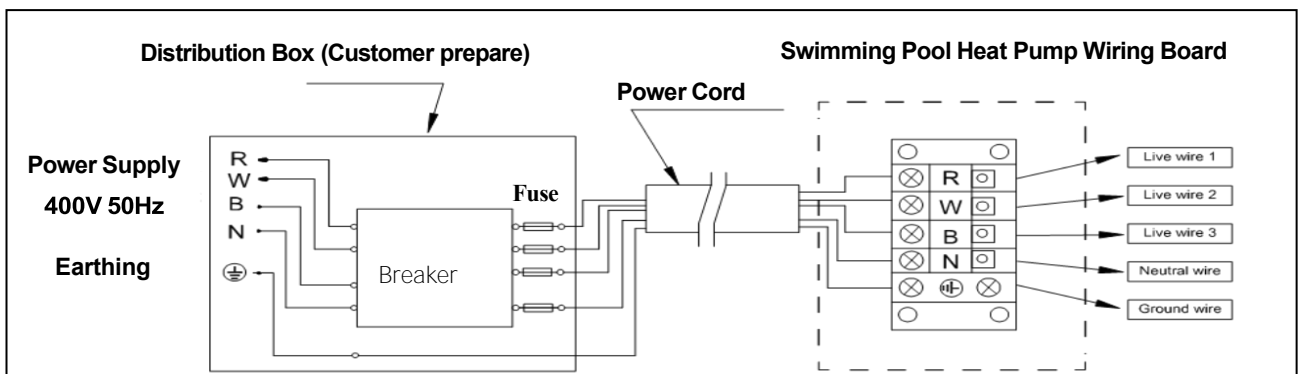 Distribution Box (Customer prepare)
Swimming Pool Heat Pump Wiring Board
Power Cord
Power Supply
400V 50Hz
Earthing
R
W
B
N
Fuse
Breaker
R
W
B
N
Live wire 1
Live wire 2
Live wire 3
Neutral wire
Ground wire